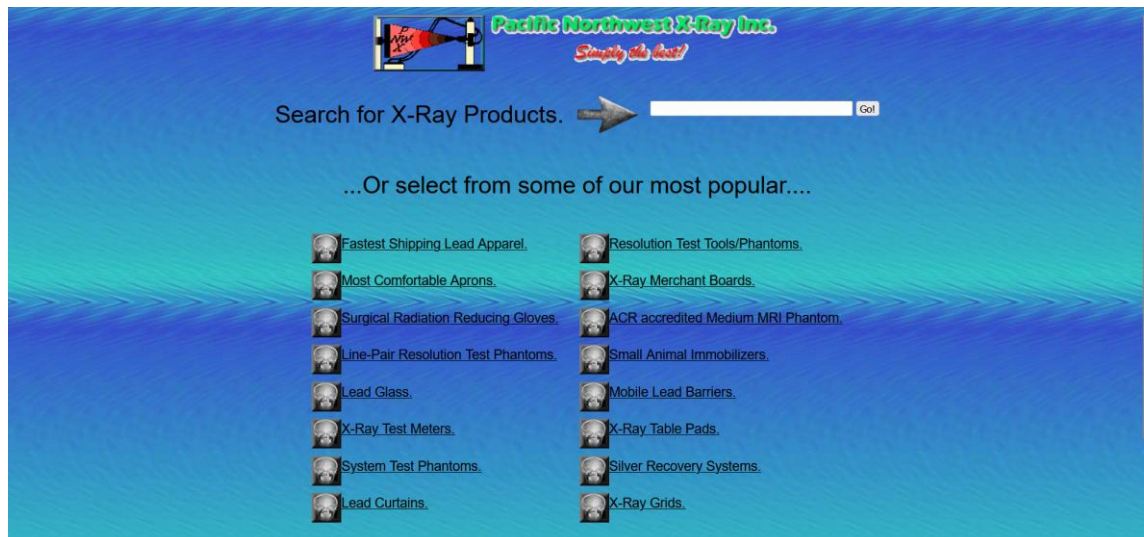 P
NW
X
Pacific Northwest X-Ray Inc.
Simply the best!
Search for X-Ray Products.
Go!
...Or select from some of our most popular....
Fastest Shipping Lead Apparel.
Resolution Test Tools/Phantoms.
Most Comfortable Aprons.
X-Ray Merchant Boards.
Surgical Radiation Reducing Gloves.
ACR accredited Medium MRI Phantom.
Line-Pair Resolution Test Phantoms.
Small Animal Immobilizers.
Lead Glass.
Mobile Lead Barriers.
X-Ray Test Meters.
X-Ray Table Pads.
System Test Phantoms.
Silver Recovery Systems.
Lead Curtains.
X-Ray Grids.